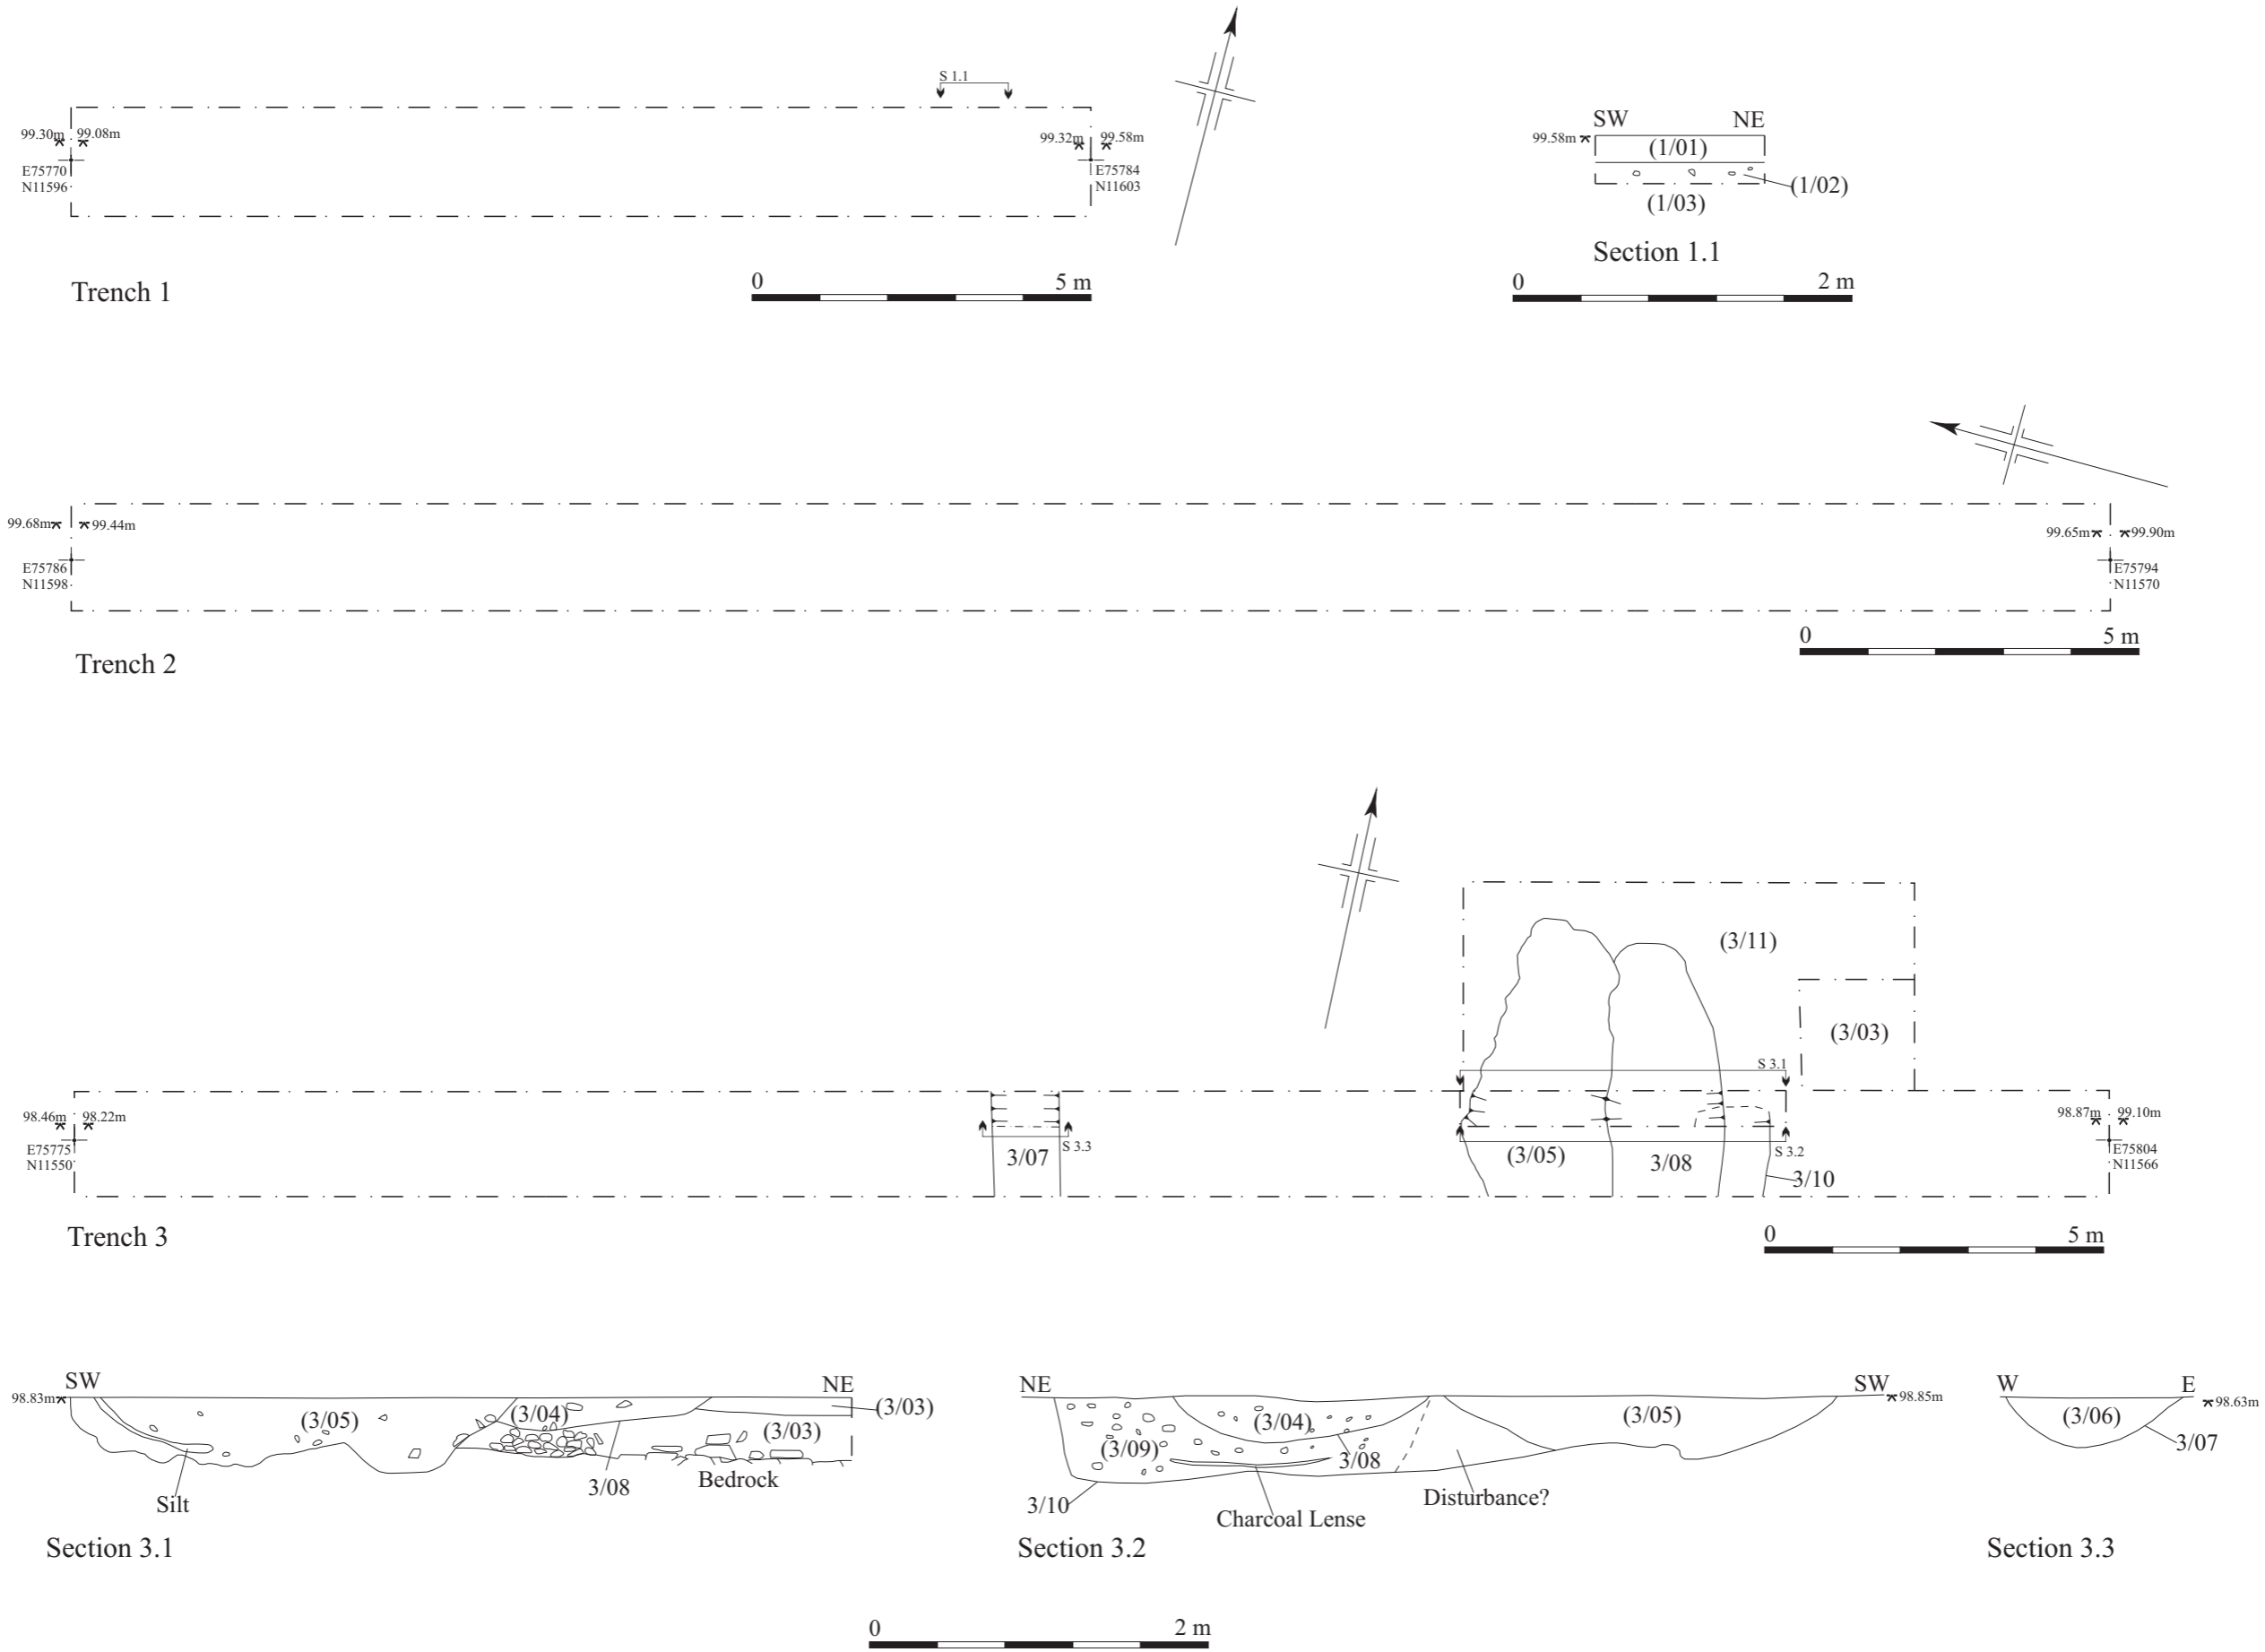 S 1.1
99.30m 99.08m
99.32m 99.58m
E75770
N11596
E75784
N11603
Trench 1
0 5 m
SW NE
99.58m
(1/01)
(1/02)
(1/03)
Section 1.1
0 2 m
99.68m 99.44m
99.65m 99.90m
E75786
N11598
E75794
N11570
Trench 2
0 5 m
(3/11)
(3/03)
S 3.1
98.46m 98.22m
98.87m 99.10m
E75775
N11550
E75804
N11566
S 3.3
3/07
S 3.2
(3/05)
3/08
3/10
Trench 3
0 5 m
SW NE
98.83m
(3/05)
(3/04)
(3/03)
(3/03)
3/08
Bedrock
Silt
Section 3.1
NE SW
98.85m
(3/04)
(3/05)
(3/09)
3/08
3/10
Disturbance?
Charcoal Lense
Section 3.2
W E
98.63m
(3/06)
3/07
Section 3.3
0 2 m